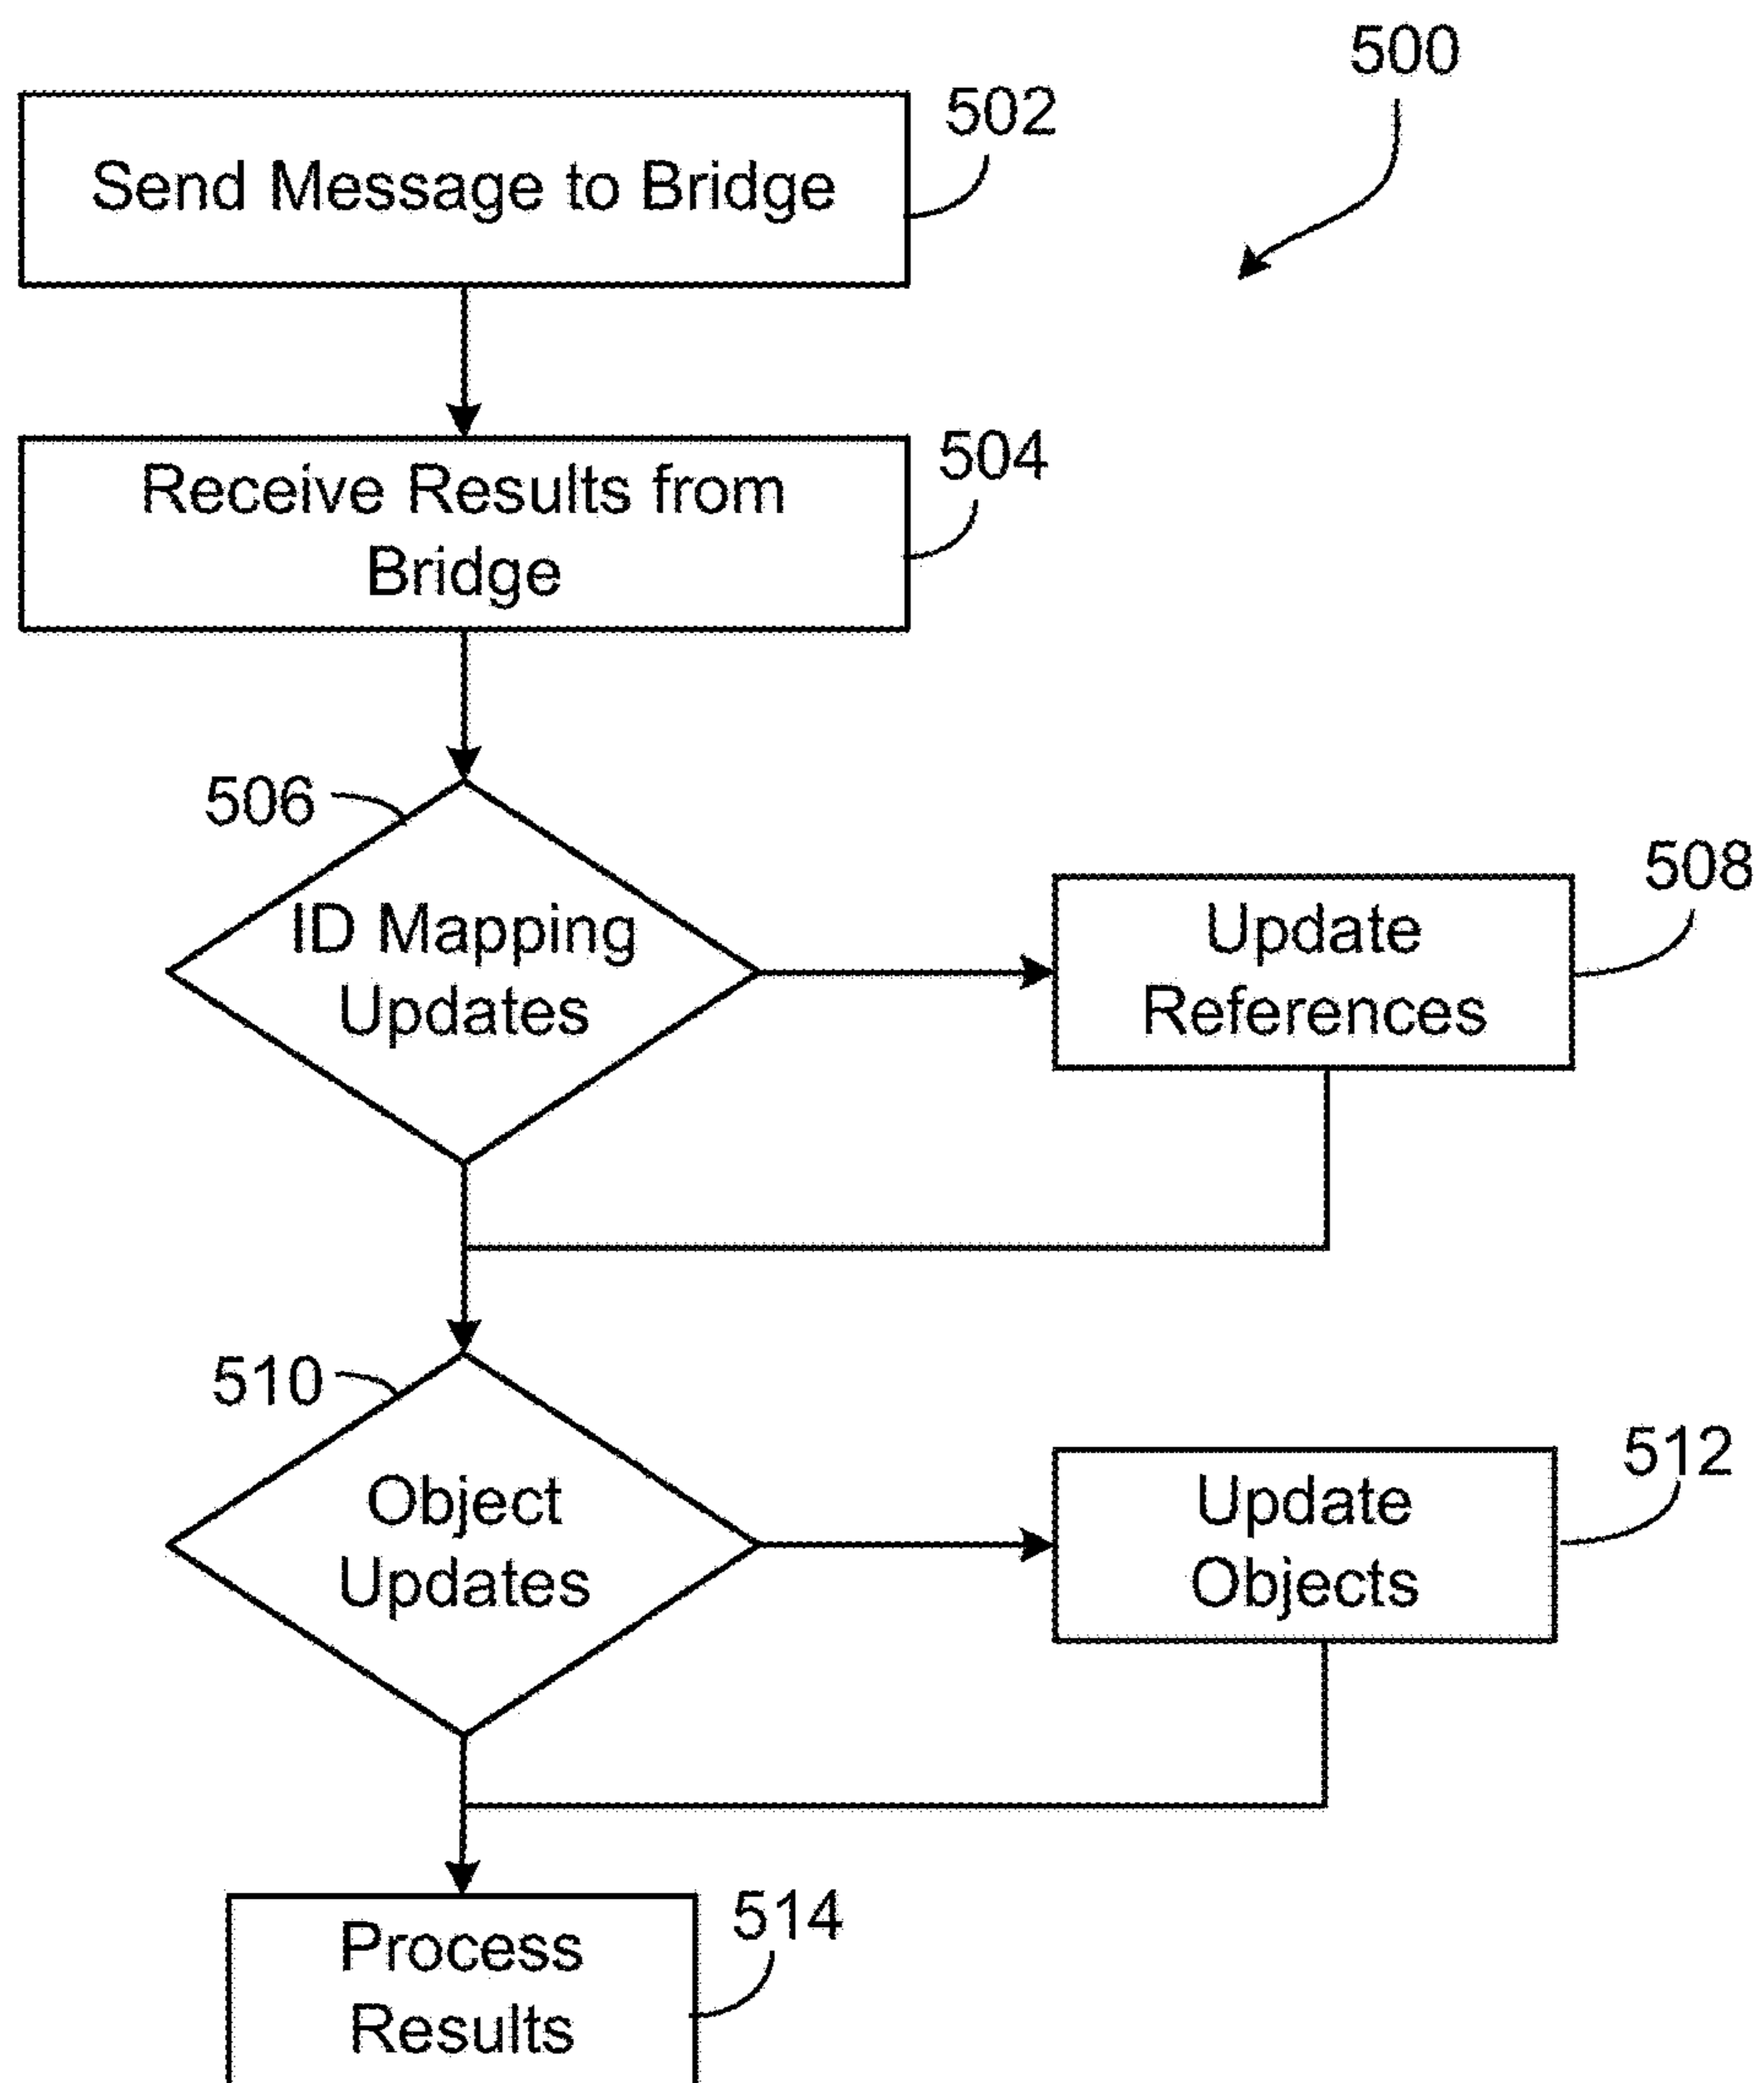 500
502
Send Message to Bridge
504
Receive Results from
Bridge
506
ID Mapping
Updates
508
Update
References
510
Object
Updates
512
Update
Objects
514
Process
Results